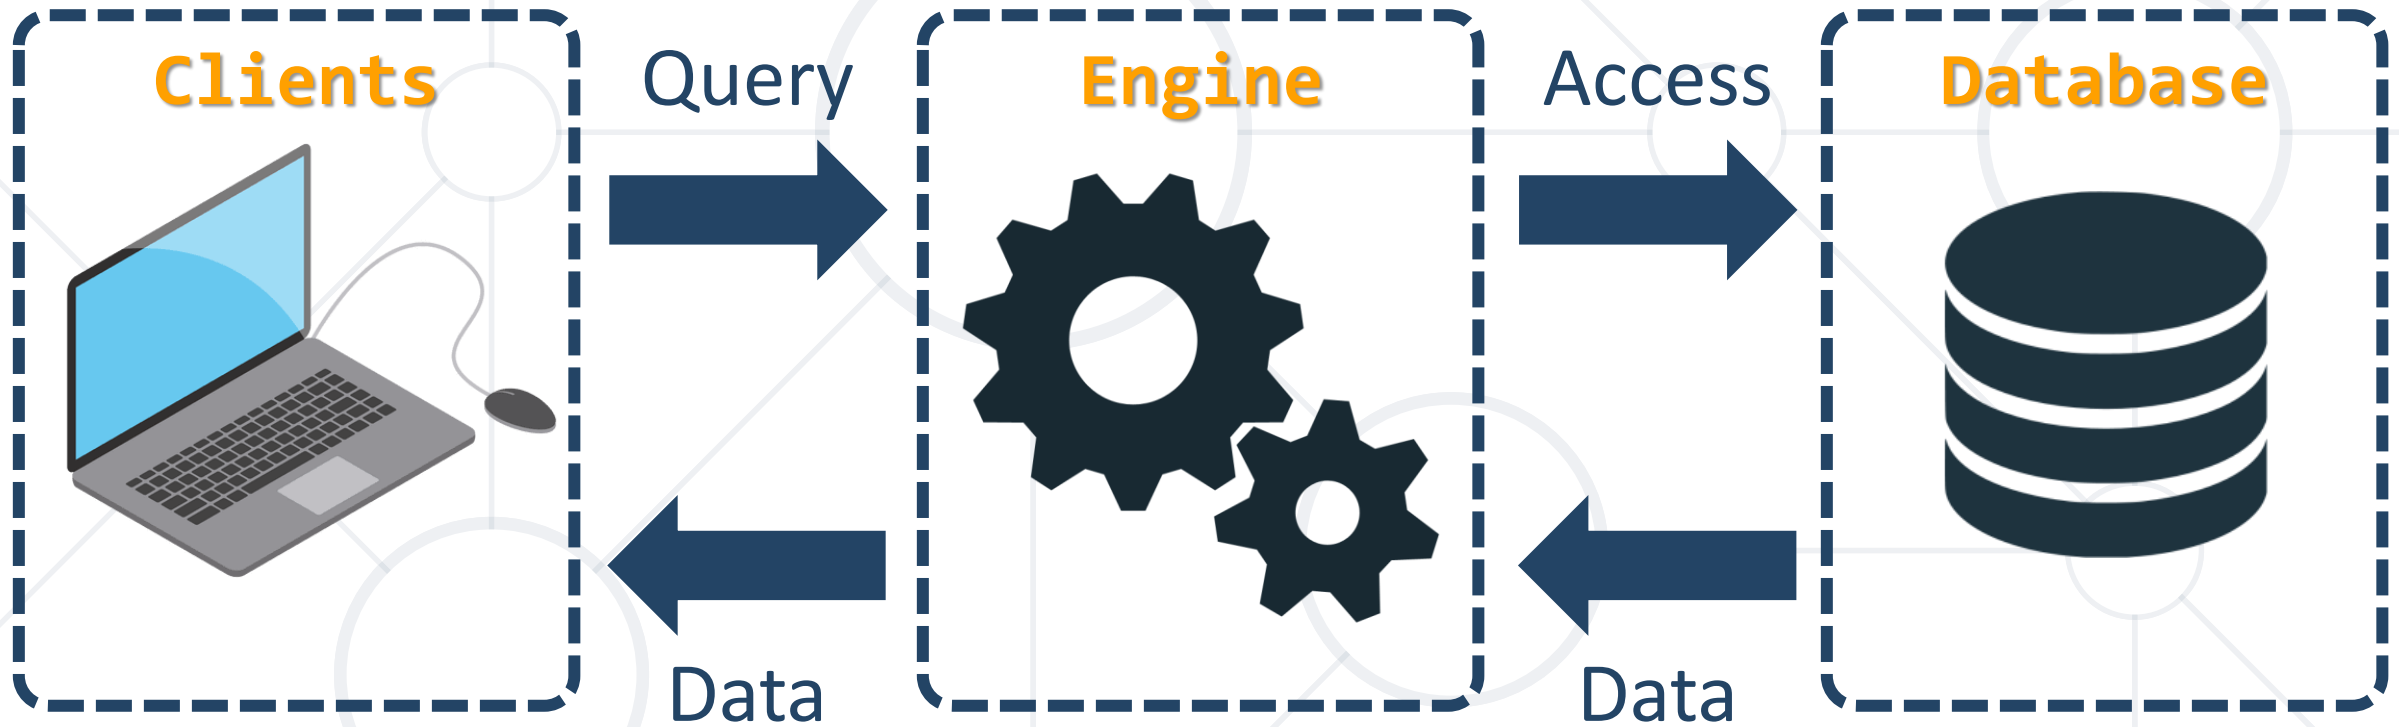 Clients
Query
Engine
Access
Database
Data
Data